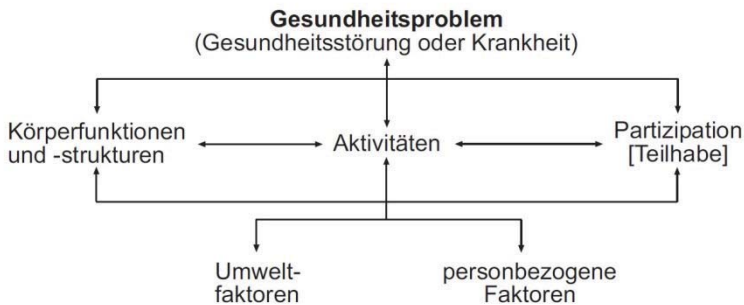 Gesundheitsproblem
(Gesundheitsstörung oder Krankheit)
Körperfunktionen
und -strukturen
Aktivitäten
Partizipation
[Teilhabe]
Umwelt-
faktoren
personbezogene
Faktoren